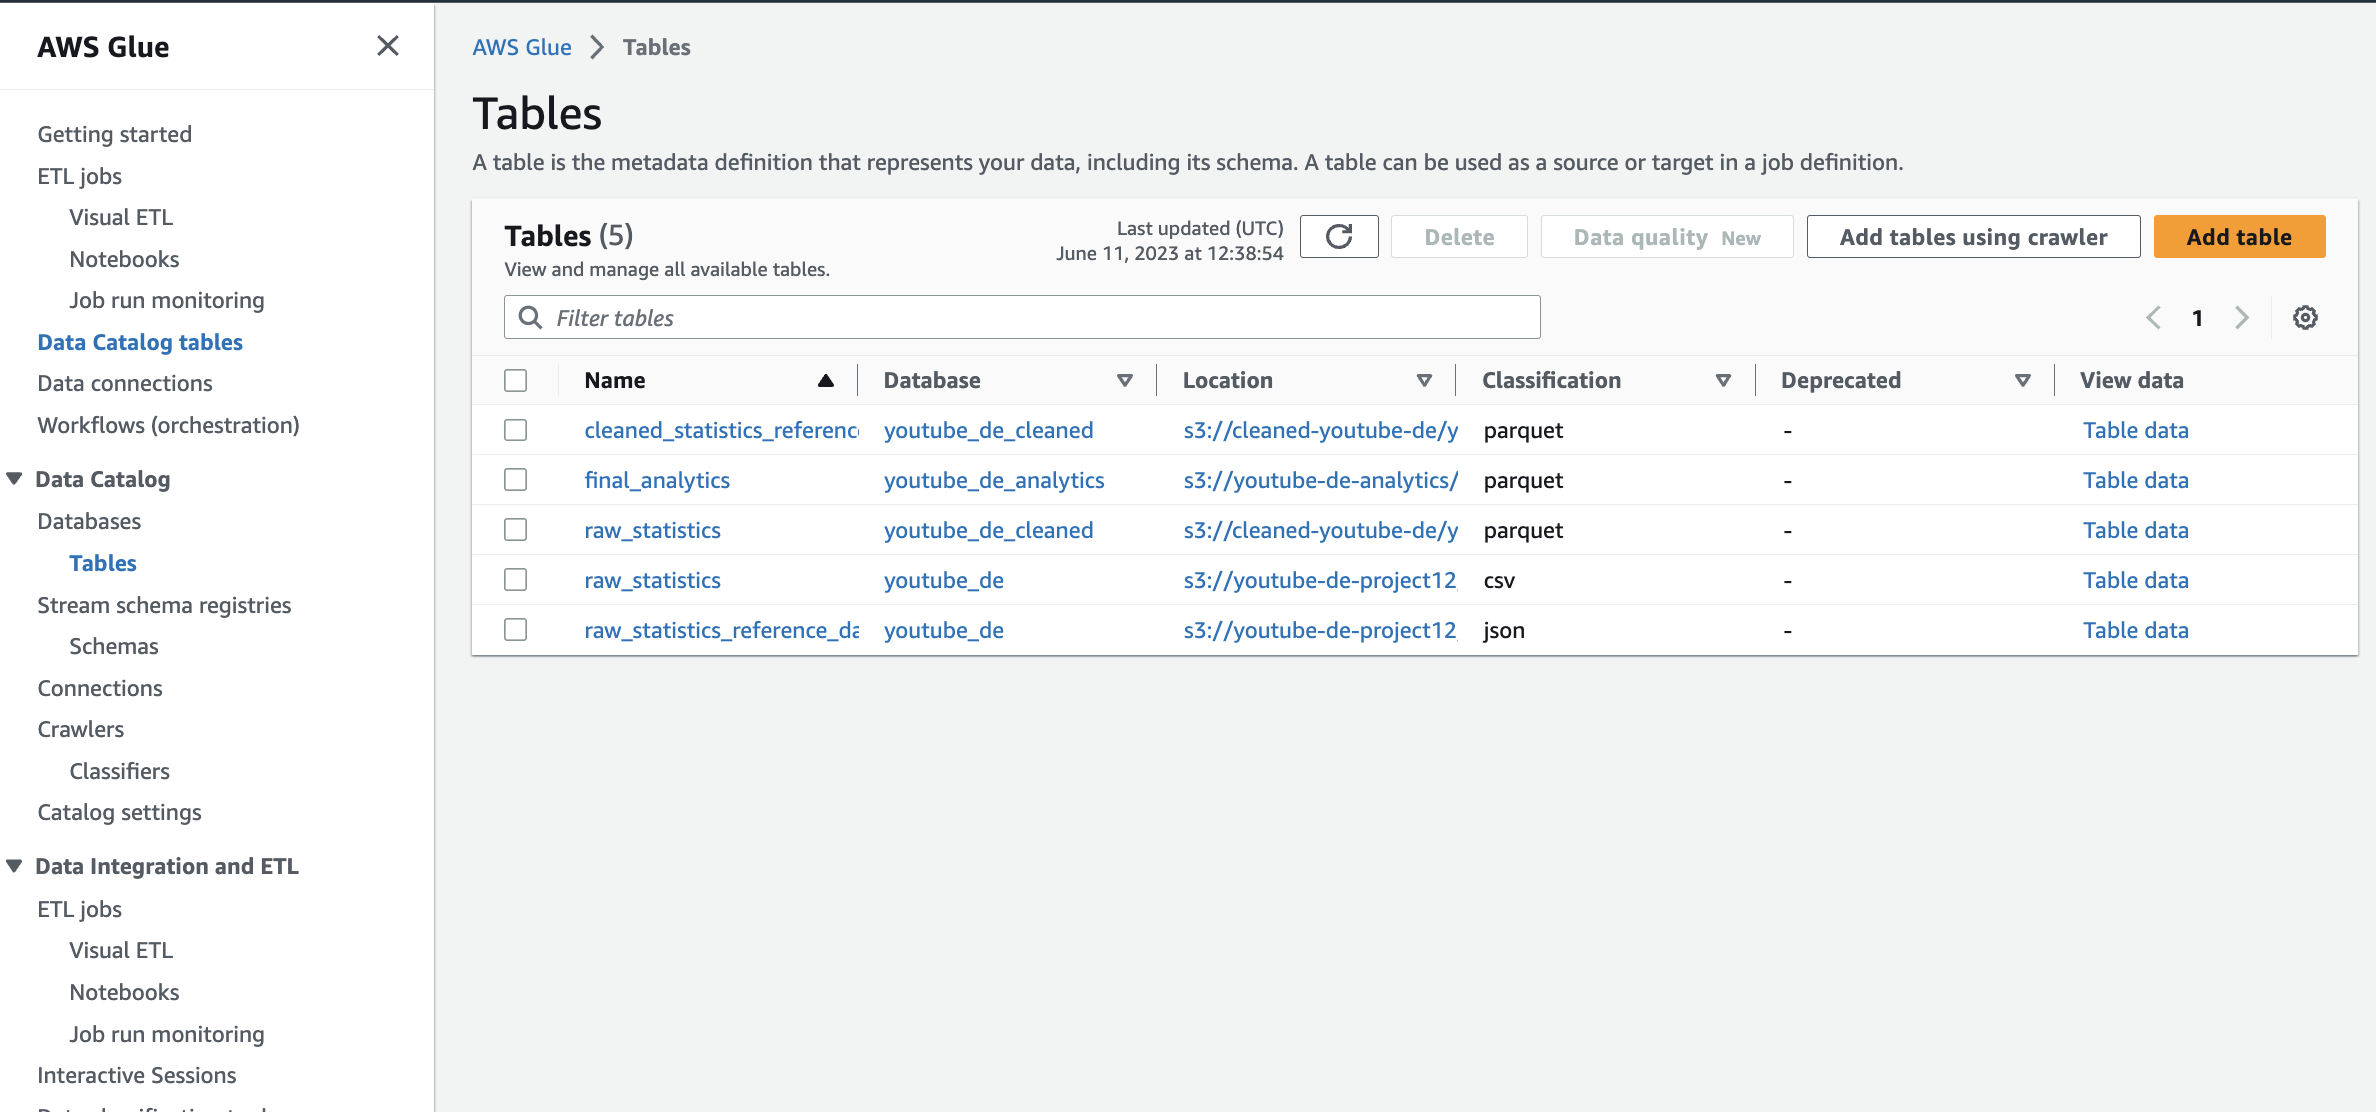 AWS Glue
Getting started
ETL jobs
Visual ETL
Notebooks
Job run monitoring
Data Catalog tables
Data connections
Workflows (orchestration)
Data Catalog
Databases
Tables
Stream schema registries
Schemas
Connections
Crawlers
Classifiers
Catalog settings
Data Integration and ETL
ETL jobs
Visual ETL
Notebooks
Job run monitoring
Interactive Sessions
AWS Glue > Tables
Tables
A table is the metadata definition that represents your data, including its schema. A table can be used as a source or target in a job definition.
Tables (5)
View and manage all available tables.
Last updated (UTC)
June 11, 2023 at 12:38:54
Delete
Data quality New
Add tables using crawler
Add table
Filter tables
1
Name Database Location Classification Deprecated View data
cleaned_statistics_referenc youtube_de_cleaned s3://cleaned-youtube-de/y parquet - Table data
final_analytics youtube_de_analytics s3://youtube-de-analytics/ parquet - Table data
raw_statistics youtube_de_cleaned s3://cleaned-youtube-de/y parquet - Table data
raw_statistics youtube_de s3://youtube-de-project12 csv - Table data
raw_statistics_reference_da youtube_de s3://youtube-de-project12 json - Table data